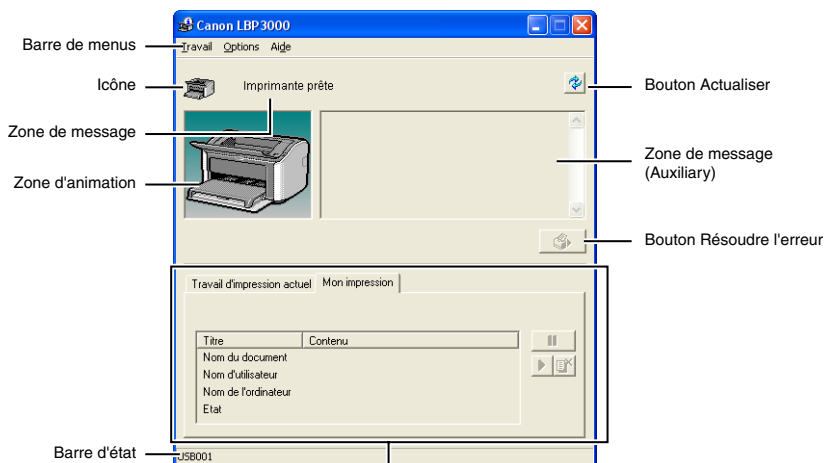 Canon LBP3000
Barre de menus
Travail Options Aide
Icône
Imprimante prête
Bouton Actualiser
Zone de message
Zone de message
(Auxiliary)
Zone d'animation
Bouton Résoudre l'erreur
Travail d'impression actuel Mon impression
Titre Contenu
Nom du document
Nom d'utilisateur
Nom de l'ordinateur
Etat
Barre d'état
USB001